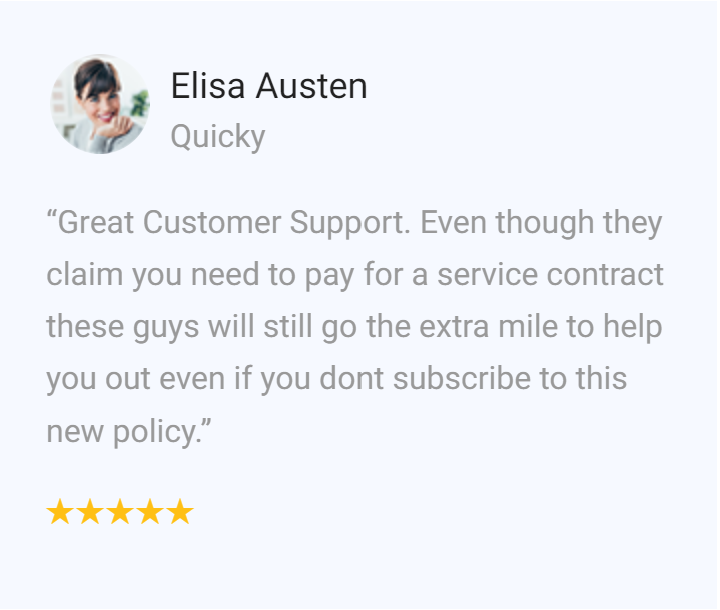 Elisa Austen
Quicky
“Great Customer Support. Even though they
claim you need to pay for a service contract
these guys will still go the extra mile to help
you out even if you dont subscribe to this
new policy.”